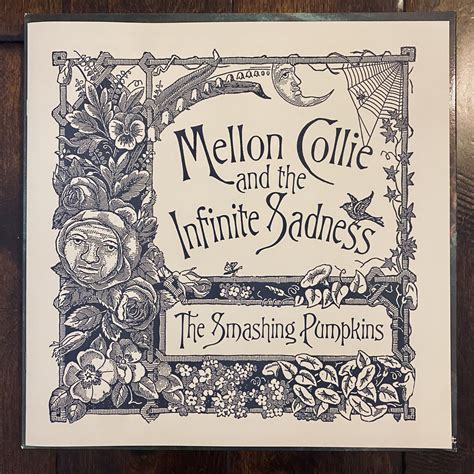 Mellon Collie
and the
Infinite Sadness
The Smashing Pumpkins